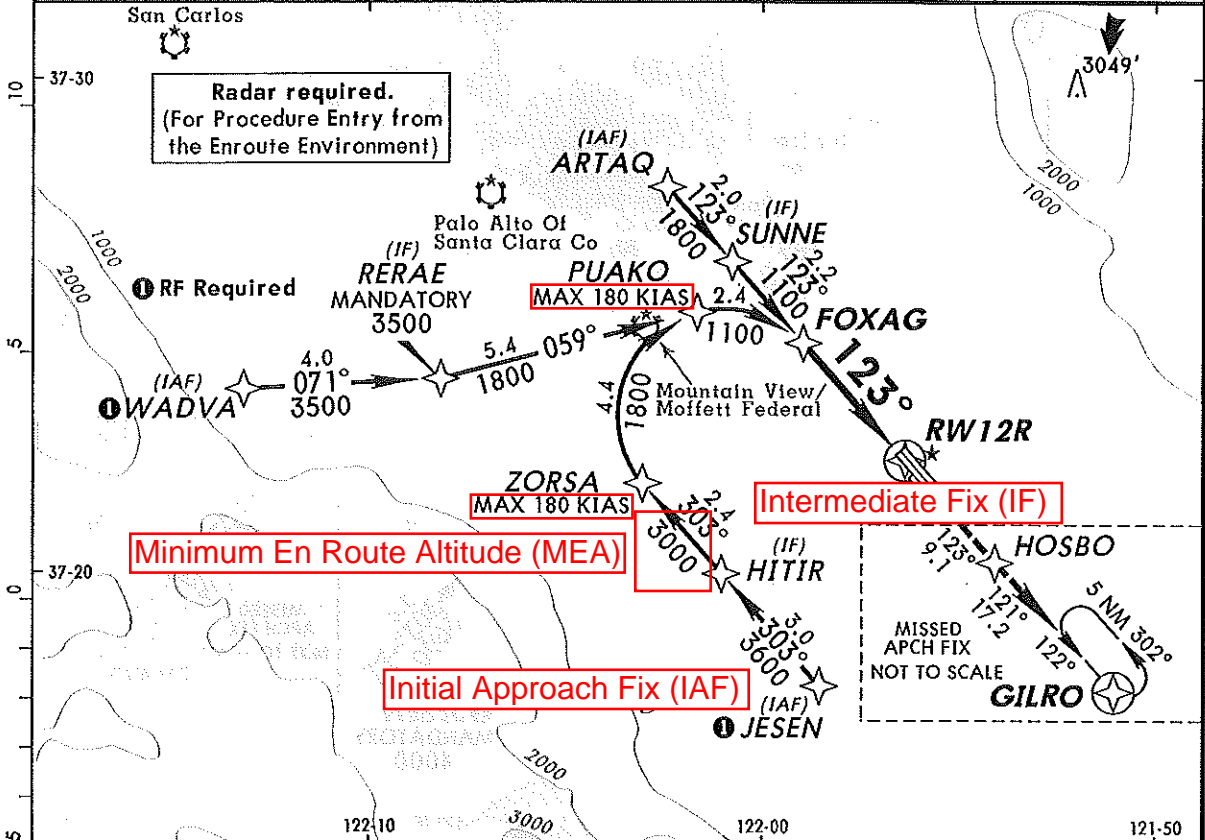 San Carlos
37-30
10
Radar required.
(For Procedure Entry from
the Enroute Environment)
3049'
(IAF)
ARTAQ
2.0
123°
1800
2000
1000
Palo Alto Of
Santa Clara Co
(IF)
SUNNE
2.2
123°
1100
1000
2000
1 RF Required
(IF)
RERAE
MANDATORY
3500
PUAKO
MAX 180 KIAS
2.4
1100
FOXAG
5
5.4
059°
1800
4.0
071°
3500
(IAF)
1 WADVA
4.4
1800
Mountain View/
Moffett Federal
123°
RW12R
ZORSA
MAX 180 KIAS
Intermediate Fix (IF)
2.4
303°
3000
Minimum En Route Altitude (MEA)
(IF)
HITIR
123°
9.1
HOSBO
37-20
0
121°
17.2
122°
5 NM 302°
MISSED
APCH FIX
NOT TO SCALE
GILRO
3.0
303°
3600
Initial Approach Fix (IAF)
(IAF)
1 JESEN
2000
3000
5
122-10
122-00
121-50